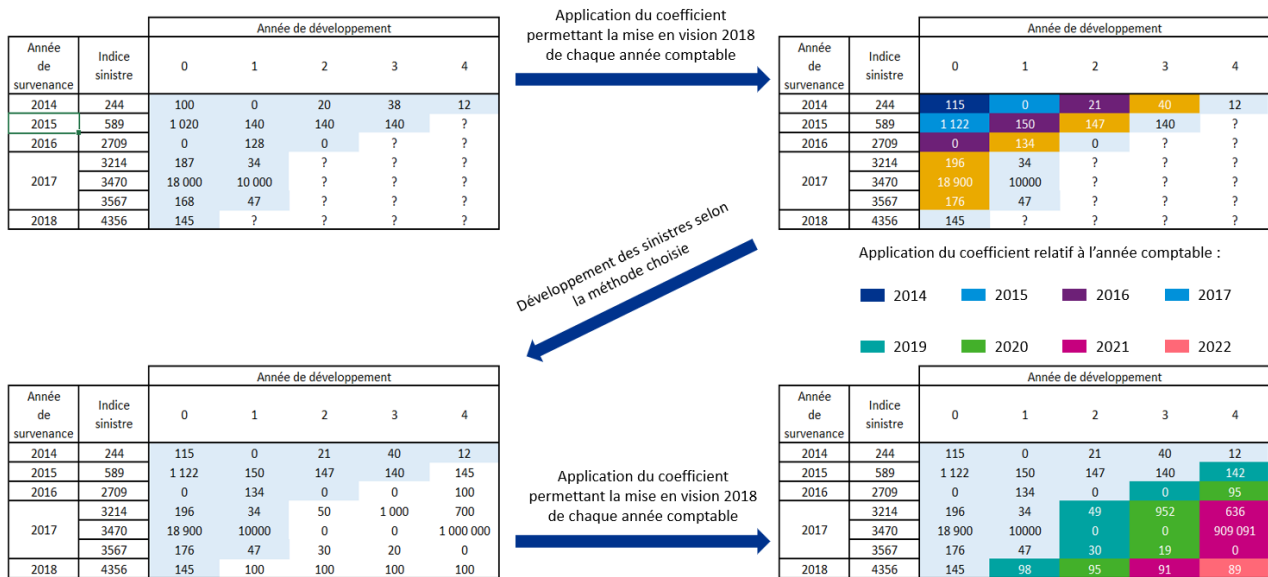 Année de développement
Année de survenance Indice sinistre 0 1 2 3 4
2014 244 100 0 20 38 12
2015 589 1 020 140 140 140 ?
2016 2709 0 128 0 ? ?
3214 187 34 ? ? ?
2017 3470 18 000 10 000 ? ? ?
3567 168 47 ? ? ?
2018 4356 145 ? ? ? ?
Application du coefficient
permettant la mise en vision 2018
de chaque année comptable
Année de développement
Année de survenance Indice sinistre 0 1 2 3 4
2014 244 115 0 21 40 12
2015 589 1 122 150 147 140 ?
2016 2709 0 134 0 ? ?
3214 196 34 ? ? ?
2017 3470 18 900 10000 ? ? ?
3567 176 47 ? ? ?
2018 4356 145 ? ? ? ?
Développement des sinistres selon
la méthode choisie
Application du coefficient relatif à l’année comptable :
2014 2015 2016 2017
2019 2020 2021 2022
Année de développement
Année de survenance Indice sinistre 0 1 2 3 4
2014 244 115 0 21 40 12
2015 589 1 122 150 147 140 145
2016 2709 0 134 0 0 100
3214 196 34 50 1 000 700
2017 3470 18 900 10000 0 0 1 000 000
3567 176 47 30 20 0
2018 4356 145 100 100 100 100
Application du coefficient
permettant la mise en vision 2018
de chaque année comptable
Année de développement
Année de survenance Indice sinistre 0 1 2 3 4
2014 244 115 0 21 40 12
2015 589 1 122 150 147 140 142
2016 2709 0 134 0 0 95
3214 196 34 49 952 636
2017 3470 18 900 10000 0 0 909 091
3567 176 47 30 19 0
2018 4356 145 98 95 91 89